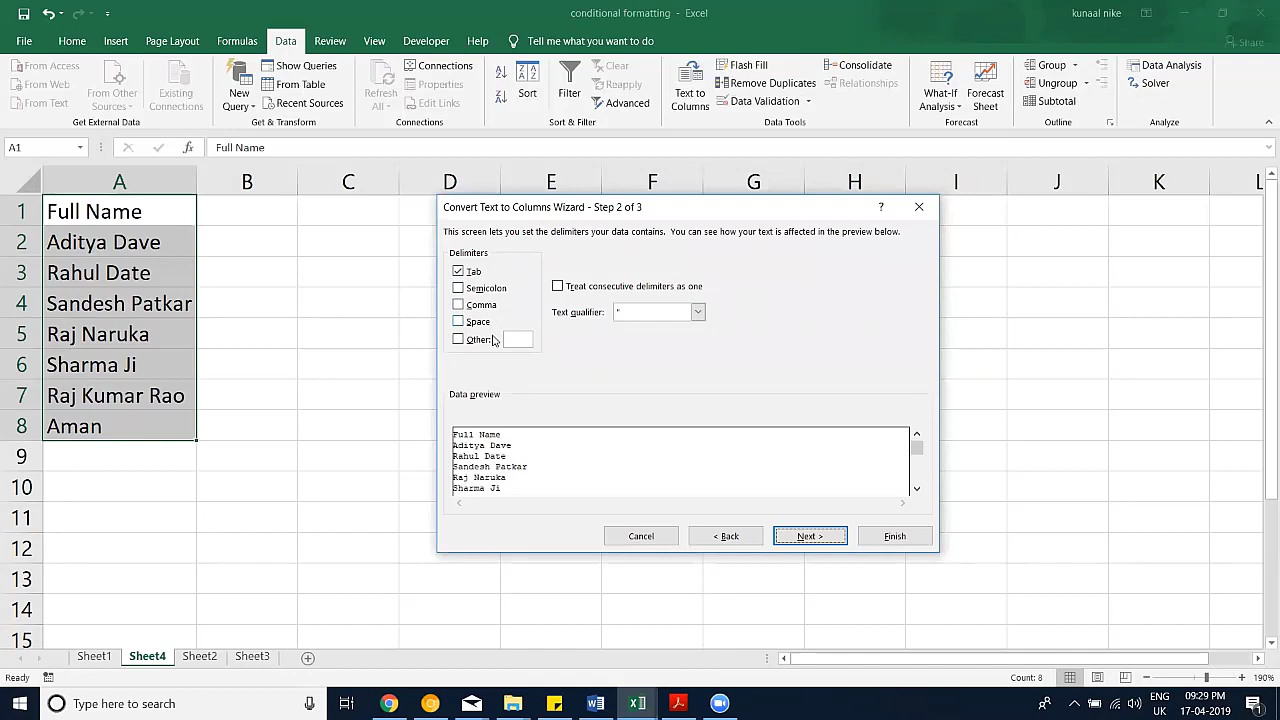 conditional formatting - Excel
kunaal nike
File Home Insert Page Layout Formulas Data Review View Developer Help Tell me what you want to do
Share
From Access
From Web
From Text
From Other Sources
Existing Connections
Get External Data
New Query
Show Queries
From Table
Recent Sources
Get & Transform
Refresh All
Connections
Properties
Edit Links
Connections
Sort
Filter
Clear
Reapply
Advanced
Sort & Filter
Text to Columns
Flash Fill
Remove Duplicates
Data Validation
Consolidate
Relationships
Data Tools
What-If Analysis
Forecast Sheet
Forecast
Group
Ungroup
Subtotal
Outline
Data Analysis
Solver
Analyze
A1
fx
Full Name
A B C D E F G H I J K L
1 Full Name
2 Aditya Dave
3 Rahul Date
4 Sandesh Patkar
5 Raj Naruka
6 Sharma Ji
7 Raj Kumar Rao
8 Aman
9
10
11
12
13
14
15
Convert Text to Columns Wizard - Step 2 of 3
?
This screen lets you set the delimiters your data contains. You can see how your text is affected in the preview below.
Delimiters
Tab
Semicolon
Comma
Space
Other:
Treat consecutive delimiters as one
Text qualifier: "
Data preview
Full Name
Aditya Dave
Rahul Date
Sandesh Patkar
Raj Naruka
Sharma Ji
Cancel
< Back
Next >
Finish
Sheet1 Sheet4 Sheet2 Sheet3
Ready
Count: 8
190%
Type here to search
ENG
UK
09:29 PM
17-04-2019
1